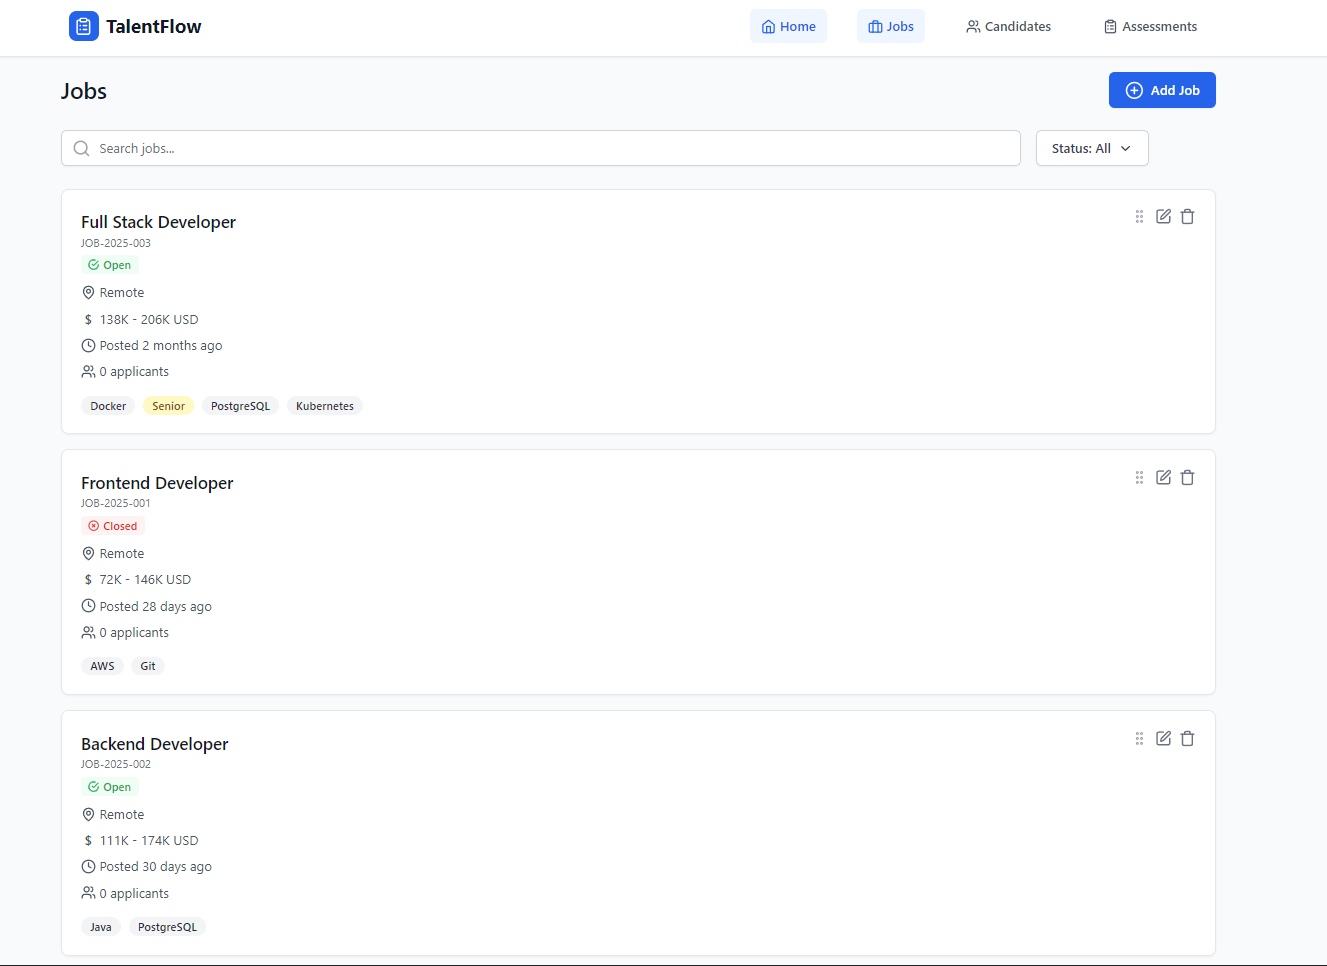 TalentFlow
Home Jobs Candidates Assessments
Jobs
Add Job
Search jobs...
Status: All
Full Stack Developer
JOB-2025-003
Open
Remote
$ 138K - 206K USD
Posted 2 months ago
0 applicants
Docker Senior PostgreSQL Kubernetes
Frontend Developer
JOB-2025-001
Closed
Remote
$ 72K - 146K USD
Posted 28 days ago
0 applicants
AWS Git
Backend Developer
JOB-2025-002
Open
Remote
$ 111K - 174K USD
Posted 30 days ago
0 applicants
Java PostgreSQL